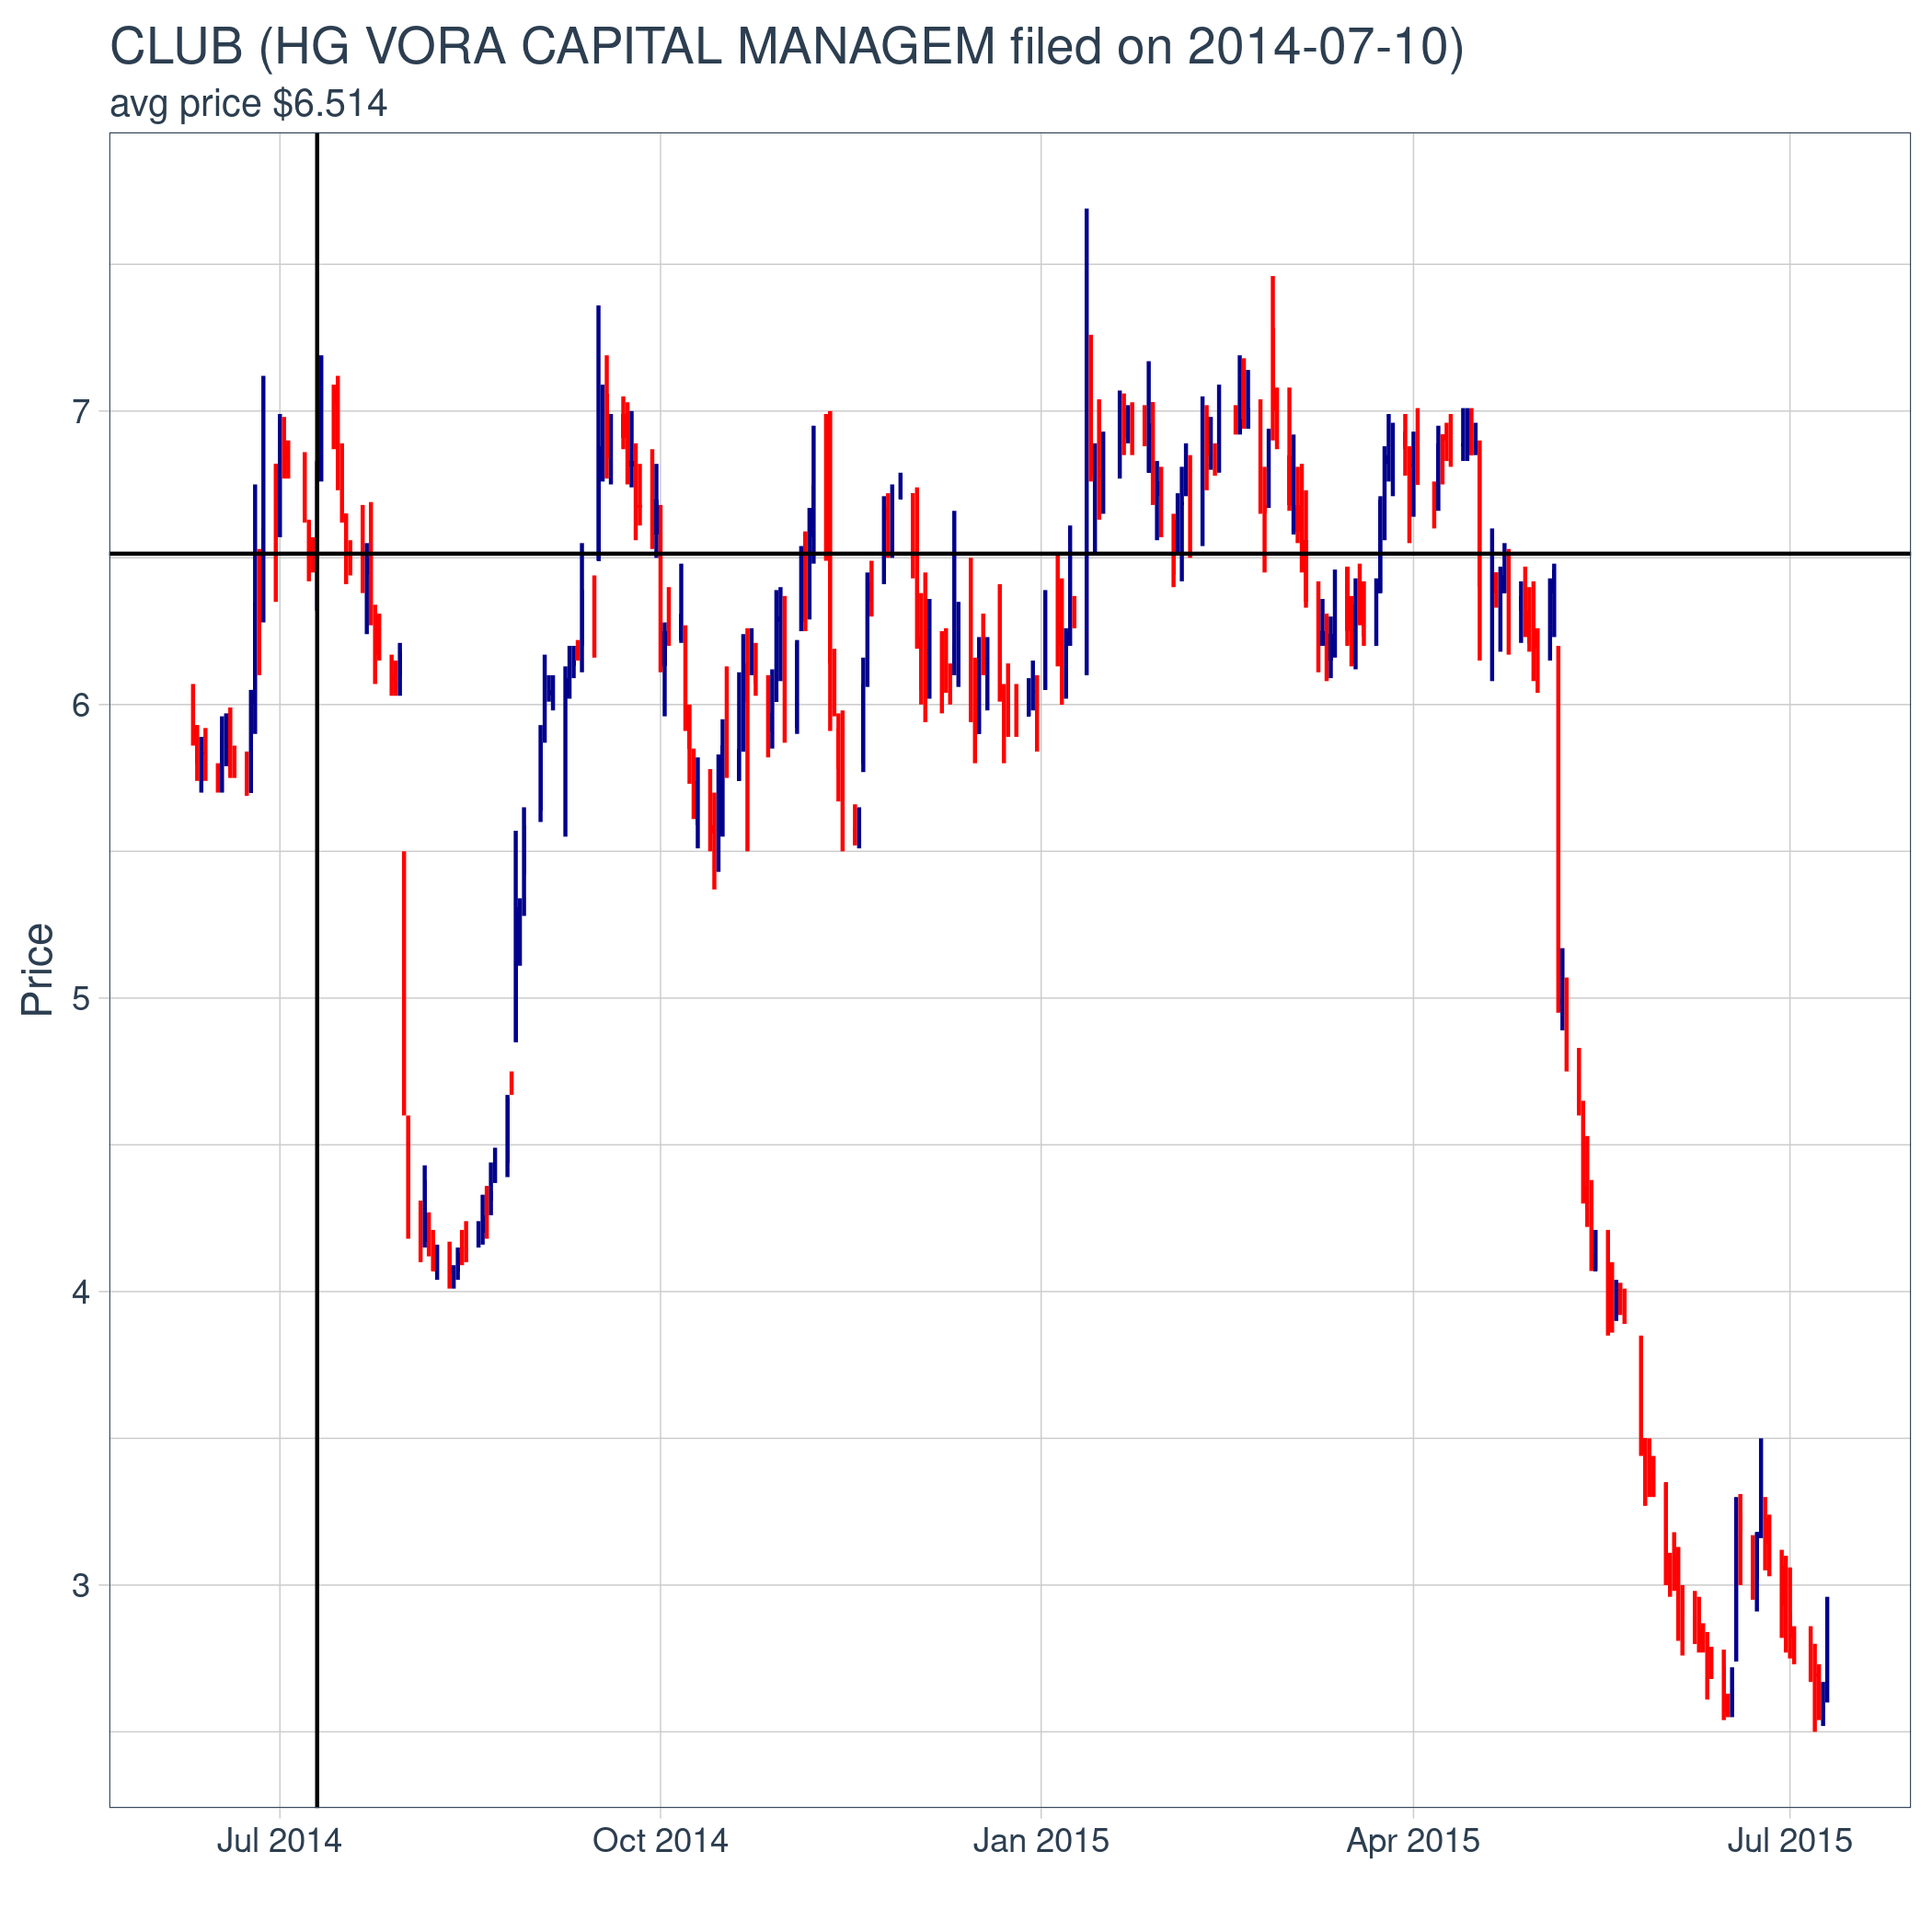 CLUB (HG VORA CAPITAL MANAGEM filed on 2014-07-10)
avg price $6.514
Price
7
6
5
4
3
Jul 2014
Oct 2014
Jan 2015
Apr 2015
Jul 2015